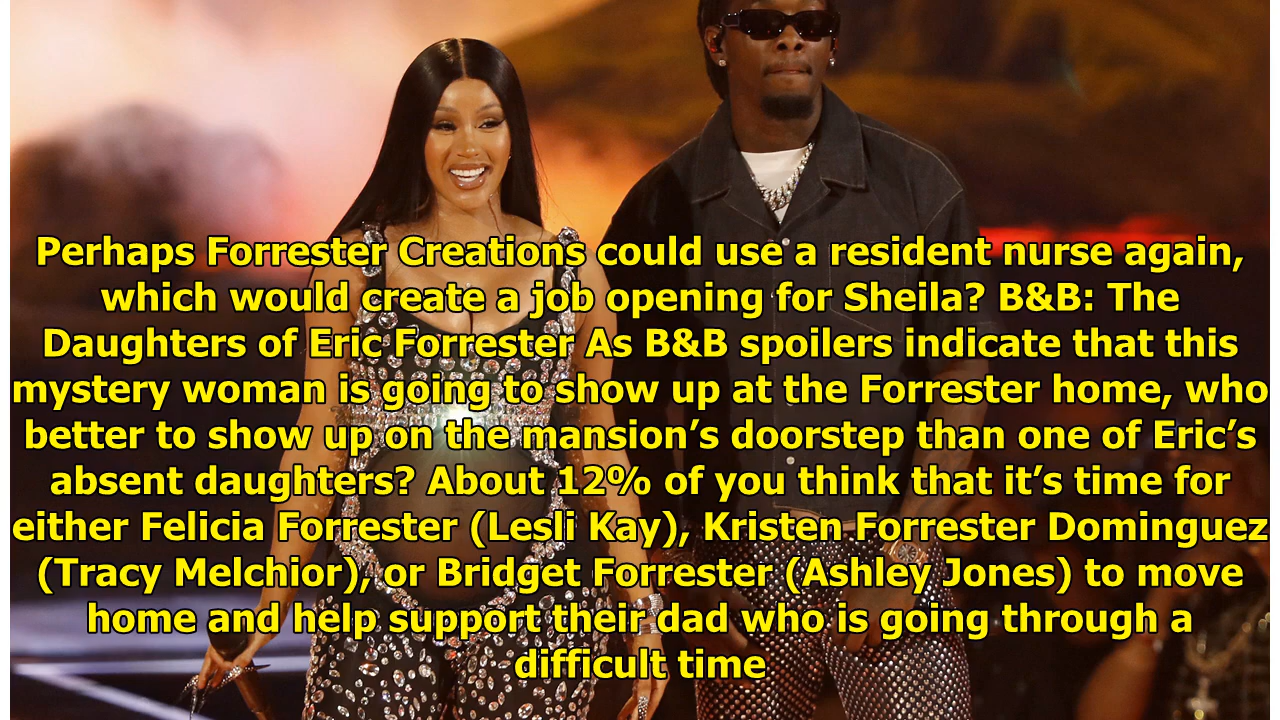 Perhaps Forrester Creations could use a resident nurse again,
which would create a job opening for Sheila? B&B: The
Daughters of Eric Forrester As B&B spoilers indicate that this
mystery woman is going to show up at the Forrester home, who
better to show up on the mansion’s doorstep than one of Eric’s
absent daughters? About 12% of you think that it’s time for
either Felicia Forrester (Lesli Kay), Kristen Forrester Dominguez
(Tracy Melchior), or Bridget Forrester (Ashley Jones) to move
home and help support their dad who is going through a
difficult time